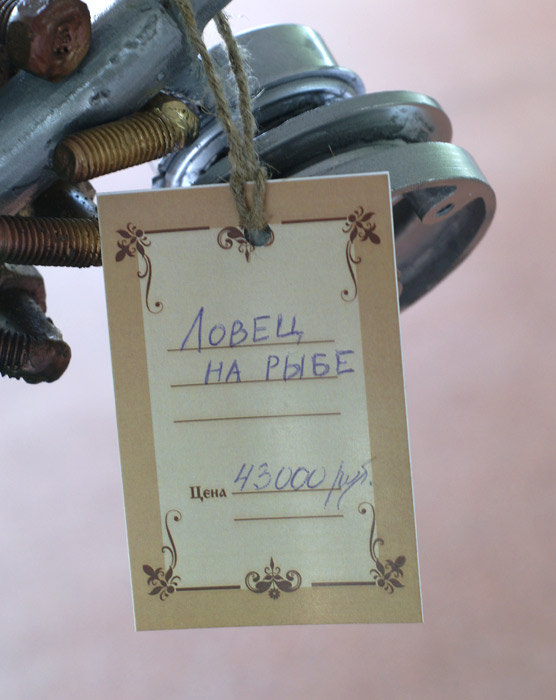 Ловец
на рыбе
Цена 43000 руб.